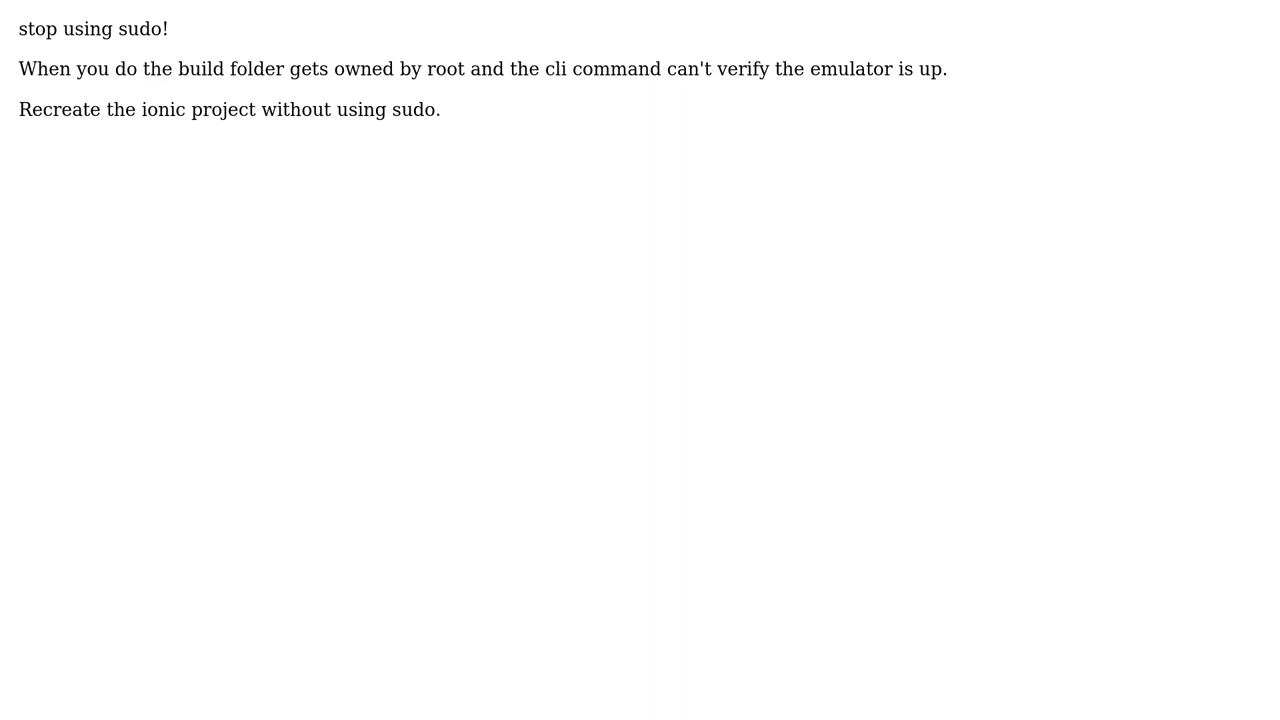 stop using sudo!
When you do the build folder gets owned by root and the cli command can't verify the emulator is up.
Recreate the ionic project without using sudo.